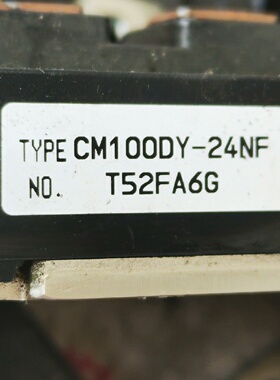 TYPE CM100DY-24NF
NO. T52FA6G